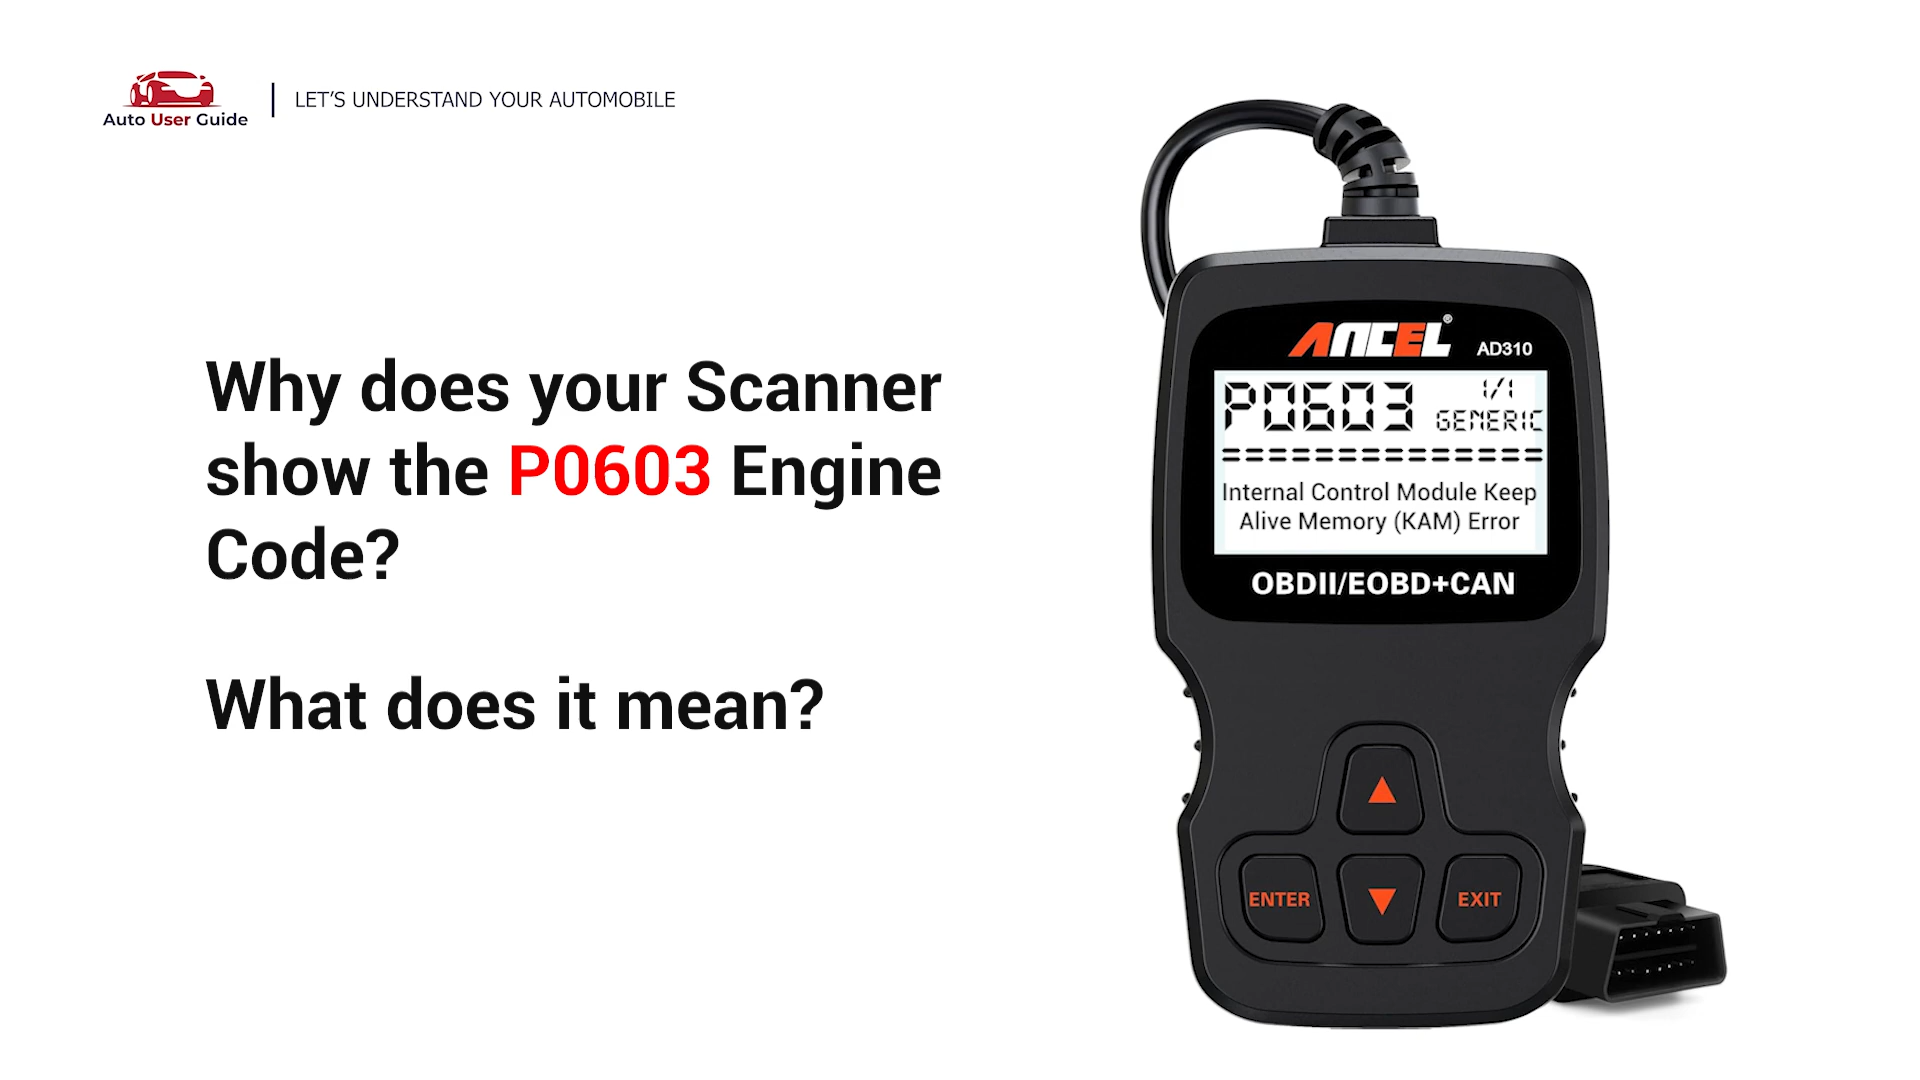 Auto User Guide
LET'S UNDERSTAND YOUR AUTOMOBILE
Why does your Scanner
show the P0603 Engine
Code?
What does it mean?
ANCEL®
AD310
P0603
1/1
GENERIC
==============
Internal Control Module Keep
Alive Memory (KAM) Error
OBDII/EOBD+CAN
ENTER
EXIT